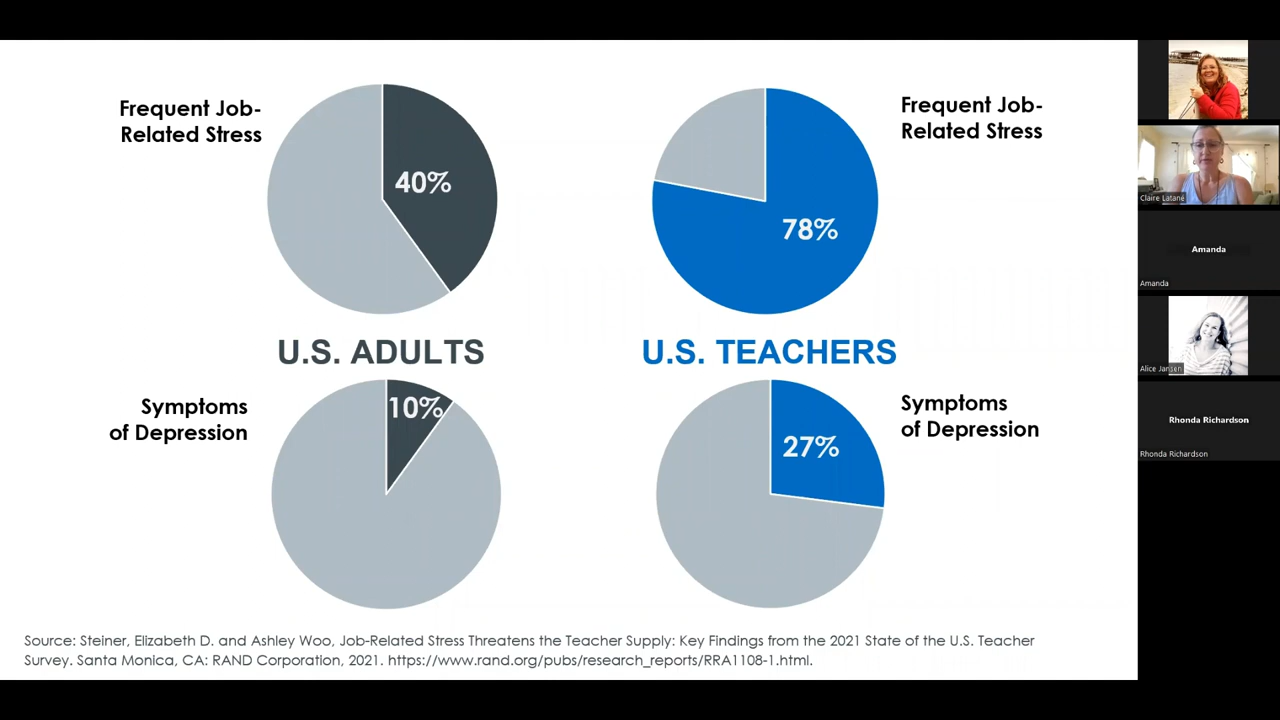 Frequent Job-
Related Stress
40%
78%
Frequent Job-
Related Stress
U.S. ADULTS
U.S. TEACHERS
Symptoms
of Depression
10%
27%
Symptoms
of Depression
Source: Steiner, Elizabeth D. and Ashley Woo, Job-Related Stress Threatens the Teacher Supply: Key Findings from the 2021 State of the U.S. Teacher
Survey. Santa Monica, CA: RAND Corporation, 2021. https://www.rand.org/pubs/research_reports/RRA1108-1.html.
Claire Latané
Amanda
Amanda
Alice Jansen
Rhonda Richardson
Rhonda Richardson